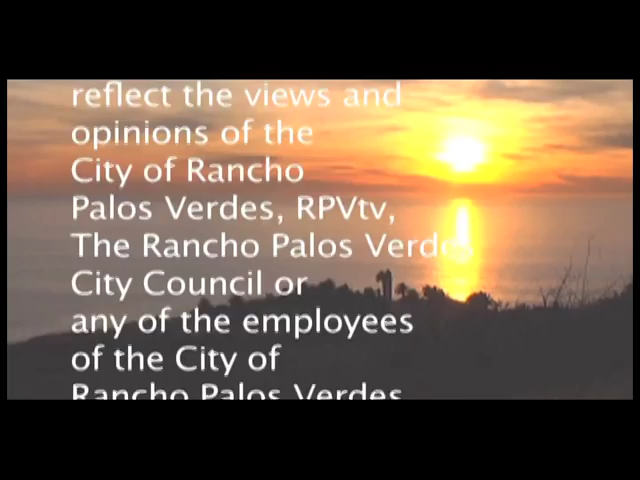 reflect the views and
opinions of the
City of Rancho
Palos Verdes, RPVtv,
The Rancho Palos Verdes
City Council or
any of the employees
of the City of
Rancho Palos Verdes